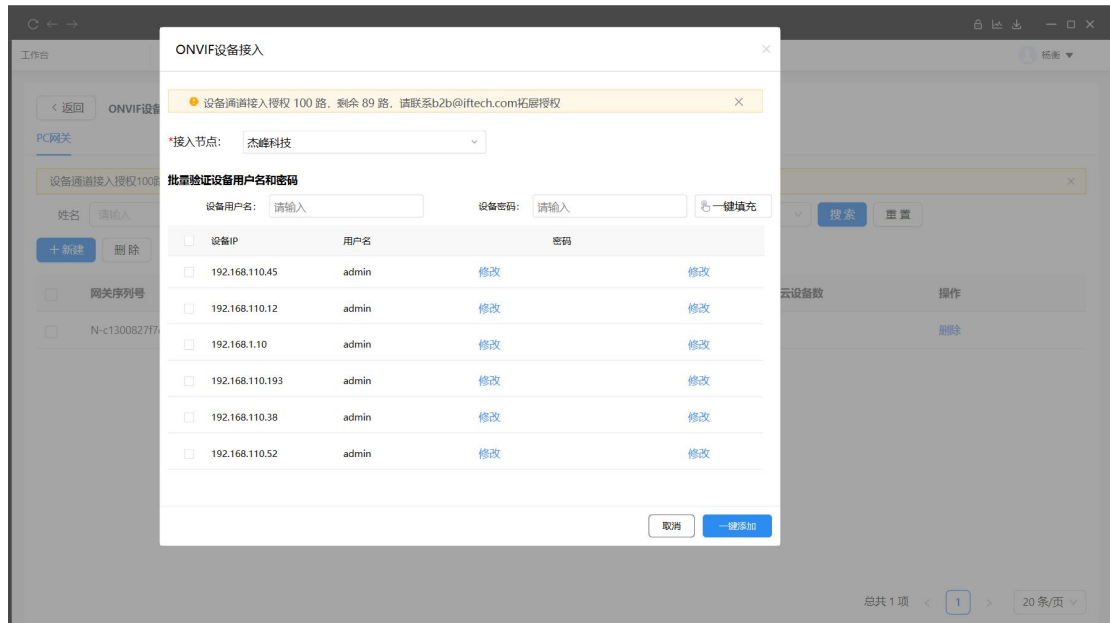 工作台
杨衡
返回 ONVIF设备
PC网关
设备通道接入授权100路
姓名 请输入 搜索 重置
新建 删除
网关序列号 云设备数 操作
N-c1300827f7 删除
ONVIF设备接入
设备通道接入授权 100 路，剩余 89 路，请联系b2b@iftech.com拓展授权
*接入节点： 杰峰科技
批量验证设备用户名和密码
设备用户名： 请输入 设备密码： 请输入 一键填充
设备IP 用户名 密码
192.168.110.45 admin 修改 修改
192.168.110.12 admin 修改 修改
192.168.1.10 admin 修改 修改
192.168.110.193 admin 修改 修改
192.168.110.38 admin 修改 修改
192.168.110.52 admin 修改 修改
取消 一键添加
总共 1 项 < 1 > 20 条/页